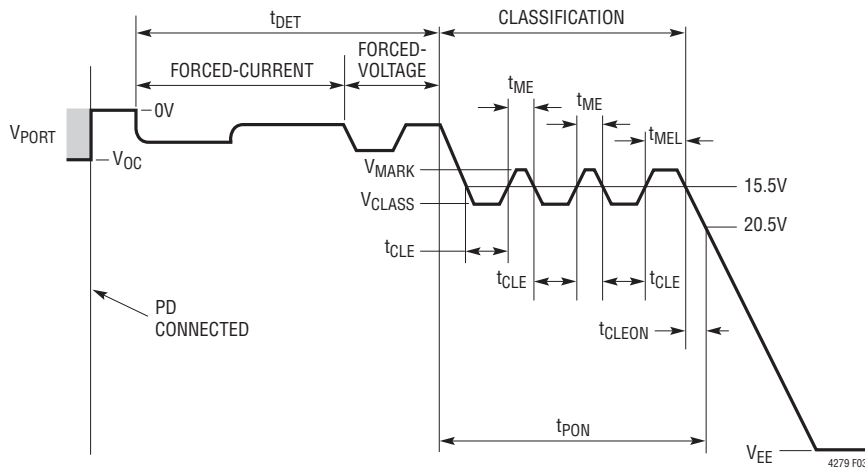 tDET
CLASSIFICATION
FORCED-CURRENT
FORCED-
VOLTAGE
tME
tME
tMEL
0V
VPORT
VOC
VMARK
15.5V
VCLASS
20.5V
tCLE
tCLE
tCLE
PD
CONNECTED
tCLEON
tPON
VEE
4279 F03